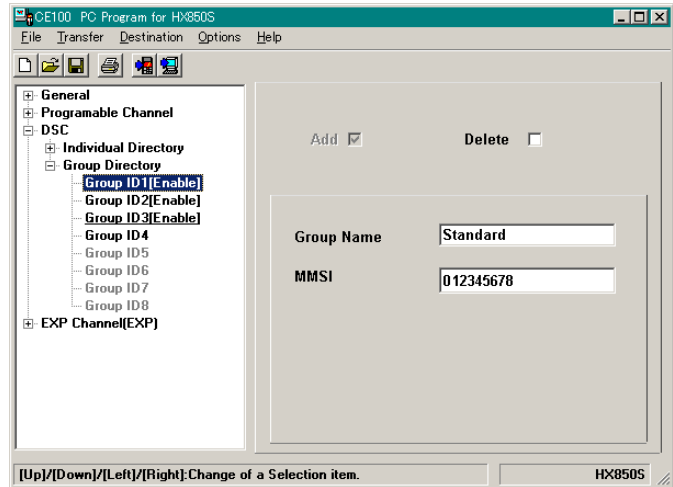 CE100 PC Program for HX850S
File Transfer Destination Options Help
General
Programable Channel
DSC
Individual Directory
Group Directory
Group ID1[Enable]
Group ID2[Enable]
Group ID3[Enable]
Group ID4
Group ID5
Group ID6
Group ID7
Group ID8
EXP Channel(EXP)
Add Delete
Group Name Standard
MMSI 012345678
[Up]/[Down]/[Left]/[Right]:Change of a Selection item. HX850S